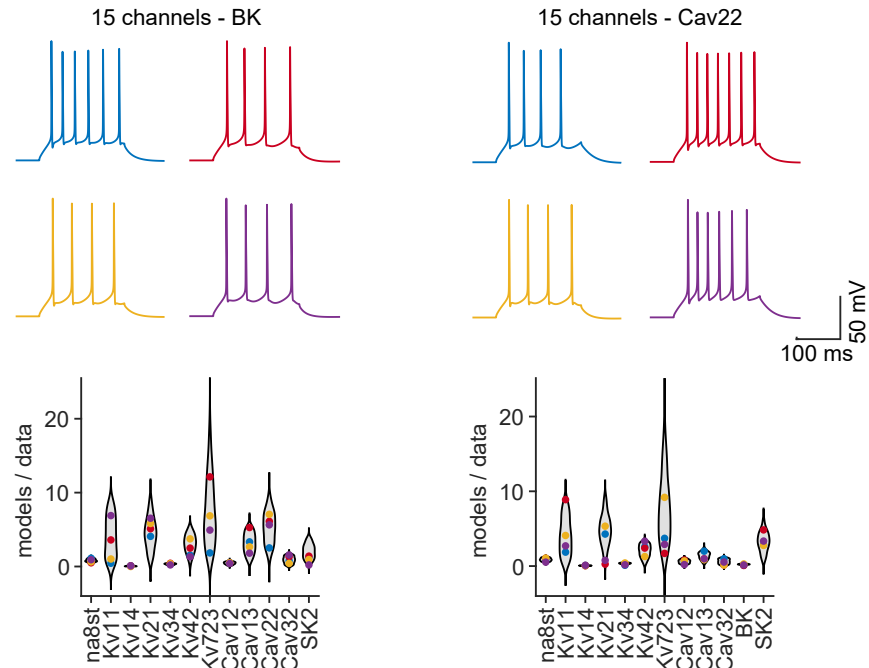 15 channels - BK
15 channels - Cav22
50 mV
100 ms
models / data
20
10
0
na8st
Kv11
Kv14
Kv21
Kv34
Kv42
Kv723
Cav12
Cav13
Cav22
Cav32
SK2
models / data
20
10
0
na8st
Kv11
Kv14
Kv21
Kv34
Kv42
Kv723
Cav12
Cav13
Cav32
BK
SK2